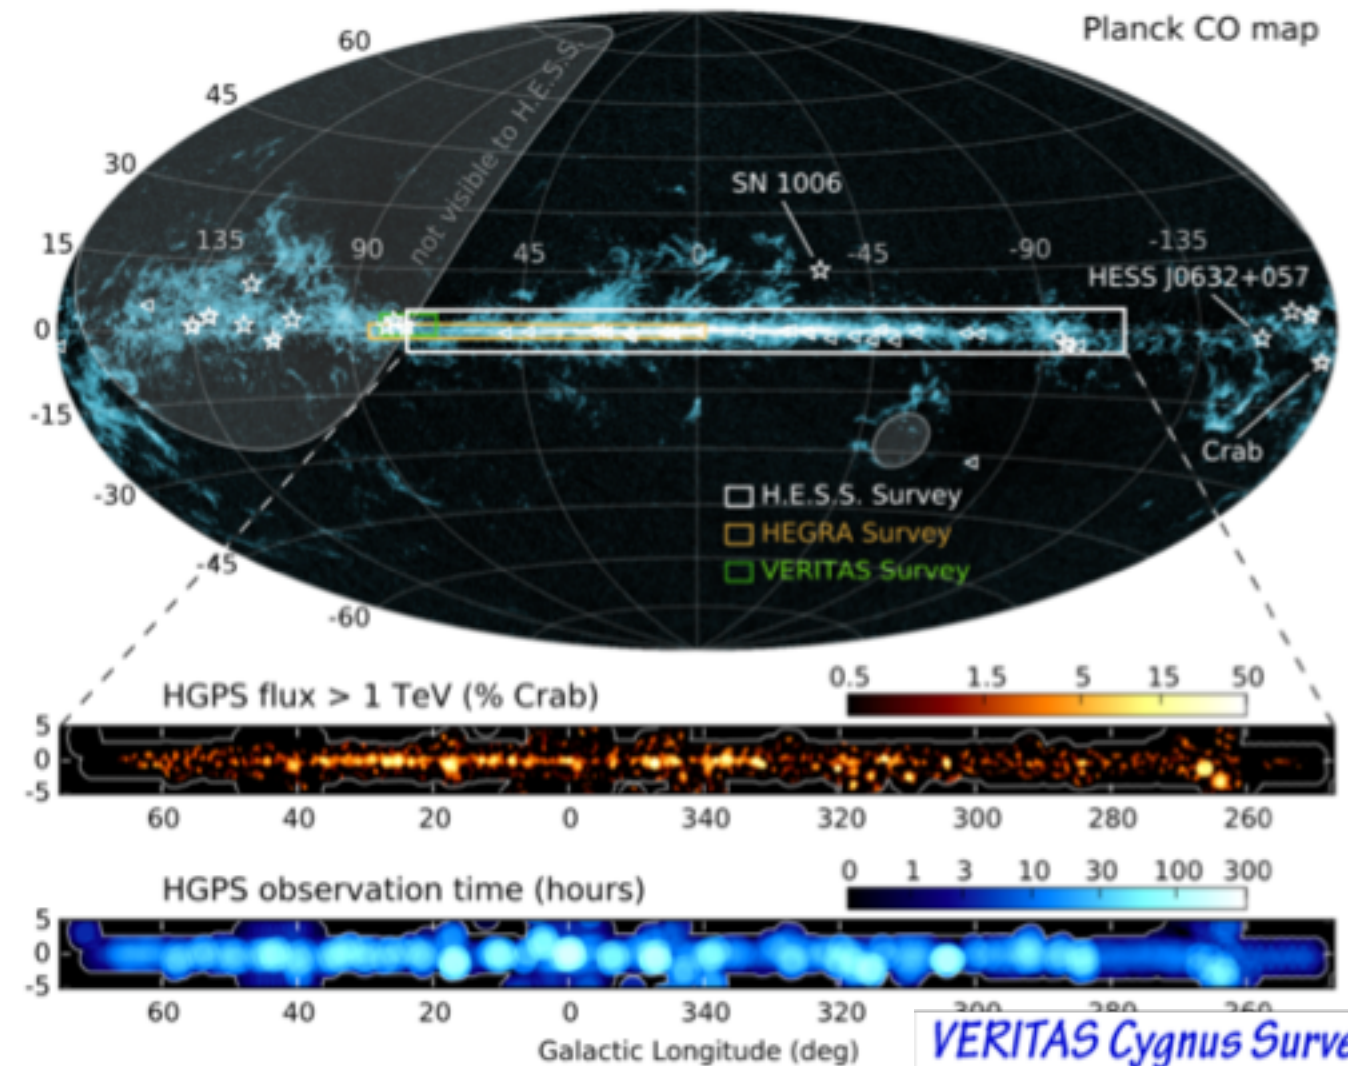 Planck CO map
60
45
30
15
0
-15
-30
-45
-60
not visible to H.E.S.S.
135
90
45
0
-45
-90
-135
SN 1006
HESS J0632+057
Crab
H.E.S.S. Survey
HEGRA Survey
VERITAS Survey
HGPS flux > 1 TeV (% Crab)
0.5 1.5 5 15 50
5
0
-5
60 40 20 0 340 320 300 280 260
HGPS observation time (hours)
0 1 3 10 30 100 300
5
0
-5
60 40 20 0 340 320 300 280 260
Galactic Longitude (deg)
VERITAS Cygnus Surve